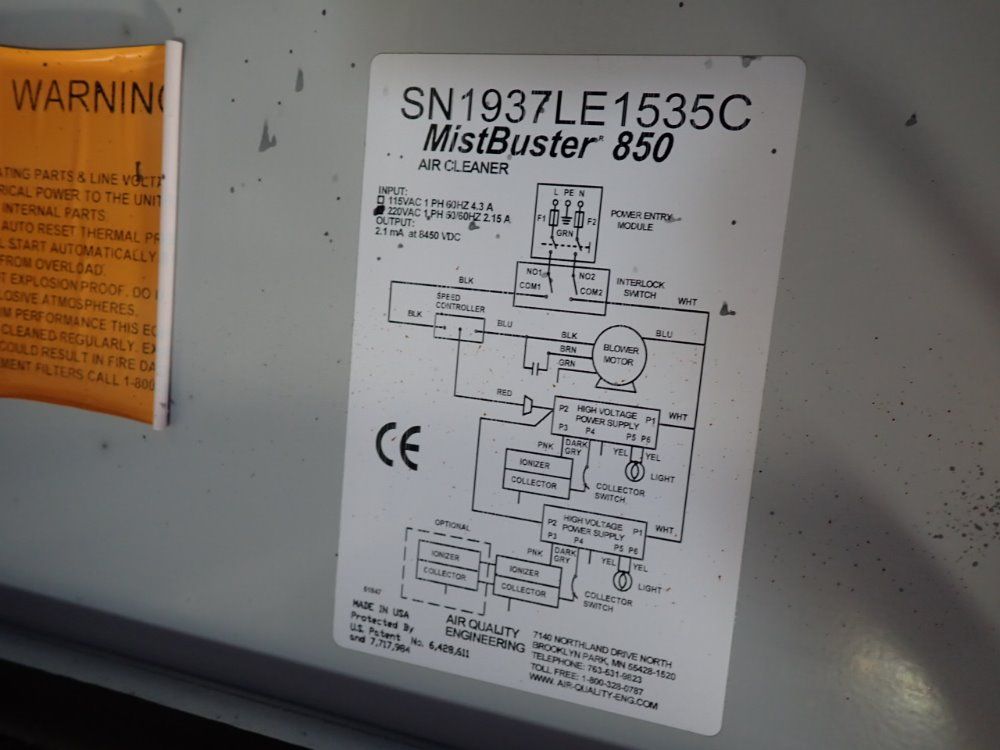 WARNIN
ATING PARTS & LINE VOLTA
RICAL POWER TO THE UNIT
INTERNAL PARTS.
AUTO RESET THERMAL PR
START AUTOMATICALLY
FROM OVERLOAD.
T EXPLOSION PROOF. DO
LOSIVE ATMOSPHERES.
M PERFORMANCE THIS EQ
CLEANED REGULARLY. EX
COULD RESULT IN FIRE DA
MENT FILTERS CALL 1-800
SN1937LE1535C
MistBuster® 850
AIR CLEANER
INPUT:
115VAC 1 PH 60HZ 4.3 A
220VAC 1 PH 50/60HZ 2.15 A
OUTPUT:
2.1 mA at 8450 VDC
L PE N
F1 F2
GRN
POWER ENTRY
MODULE
NO1 NO2
COM1 COM2
INTERLOCK
SWITCH
BLK
WHT
SPEED
CONTROLLER
BLK
BLU
BLK
BRN
GRN
BLOWER
MOTOR
BLU
RED
P2 HIGH VOLTAGE P1
POWER SUPPLY
P3 P4 P5 P6
WHT
PNK
DARK
GRY
YEL YEL
IONIZER
COLLECTOR
LIGHT
COLLECTOR
SWITCH
P2 HIGH VOLTAGE P1
POWER SUPPLY
P3 P4 P5 P6
WHT
PNK
DARK
GRY
YEL YEL
OPTIONAL
IONIZER
COLLECTOR
IONIZER
COLLECTOR
LIGHT
COLLECTOR
SWITCH
CE
51847
MADE IN USA
Protected By
U.S. Patent No. 6,428,611
and 7,717,984
AIR QUALITY
ENGINEERING
7140 NORTHLAND DRIVE NORTH
BROOKLYN PARK, MN 55428-1520
TELEPHONE: 763-531-9823
TOLL FREE: 1-800-328-0787
WWW. AIR-QUALITY-ENG.COM